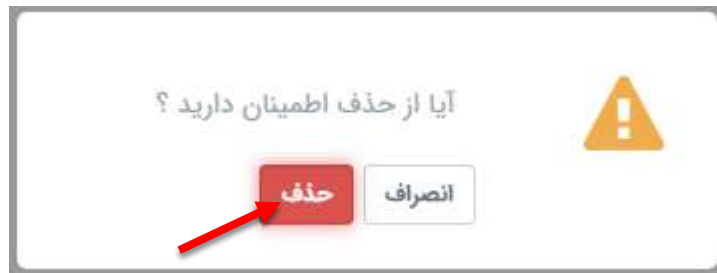 آیا از حذف اطمینان دارید ؟
انصراف
حذف